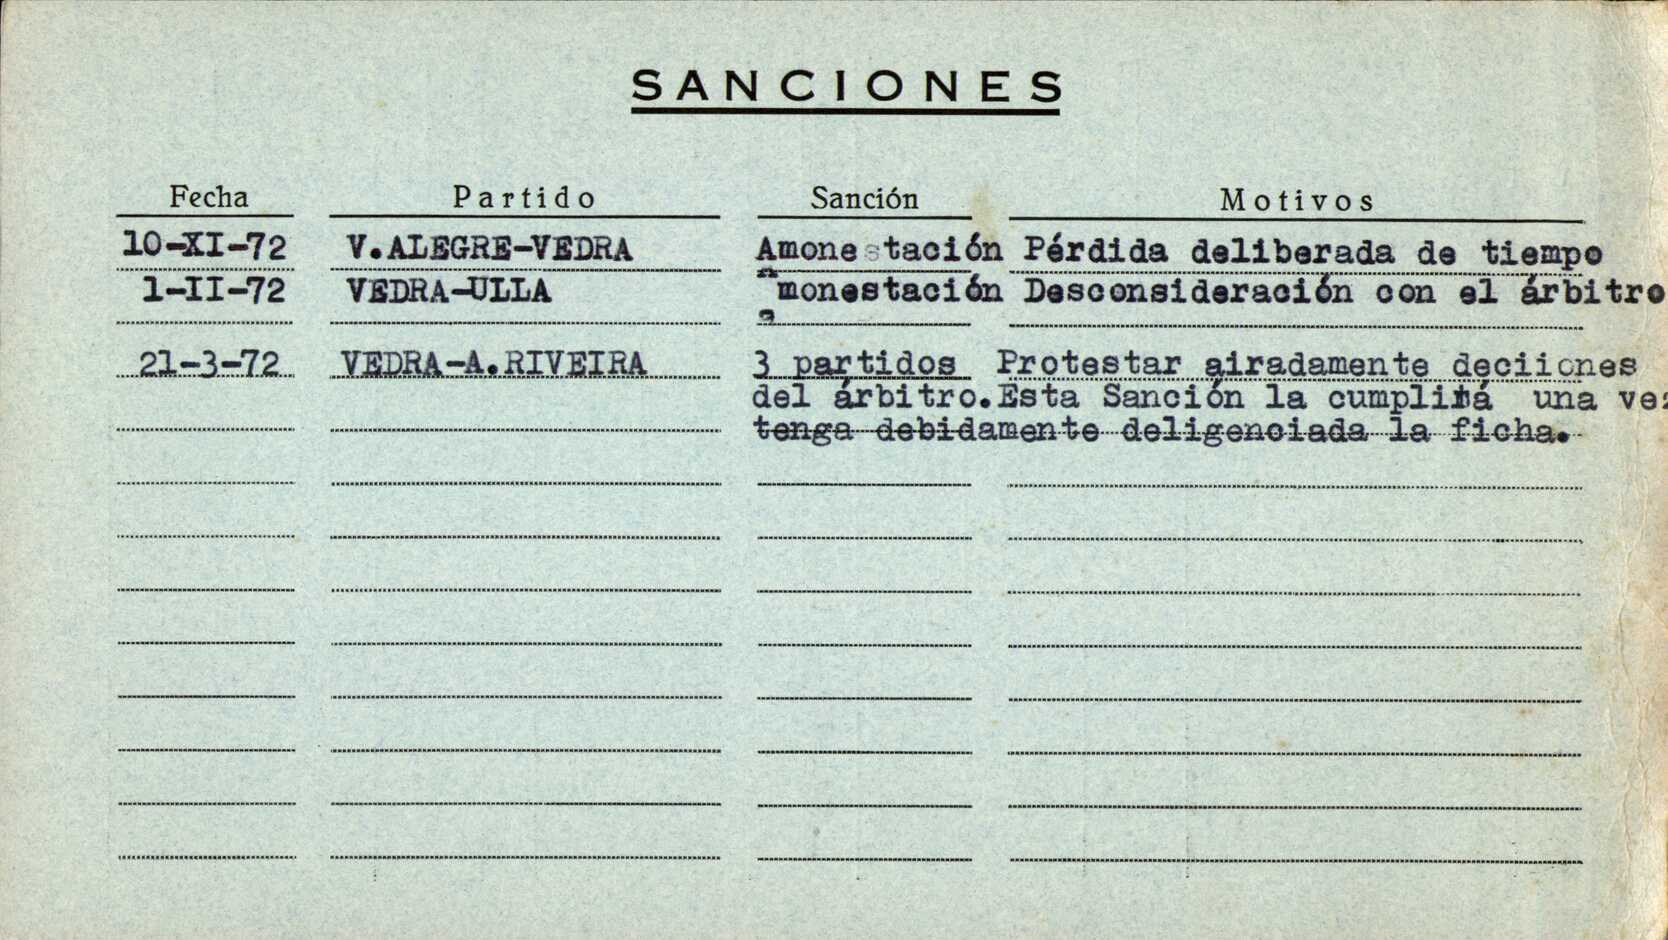 SANCIONES
Fecha Partido Sanción Motivos
10-XI-72 V.ALEGRE-VEDRA Amonestación Pérdida deliberada de tiempo
1-II-72 VEDRA-ULLA Amonestación Desconsideración con el árbitro
21-3-72 VEDRA-A.RIVEIRA 3 partidos Protestar airadamente deciiones
del árbitro.Esta Sanción la cumplirá una vez
tenga debidamente deligenciada la ficha.